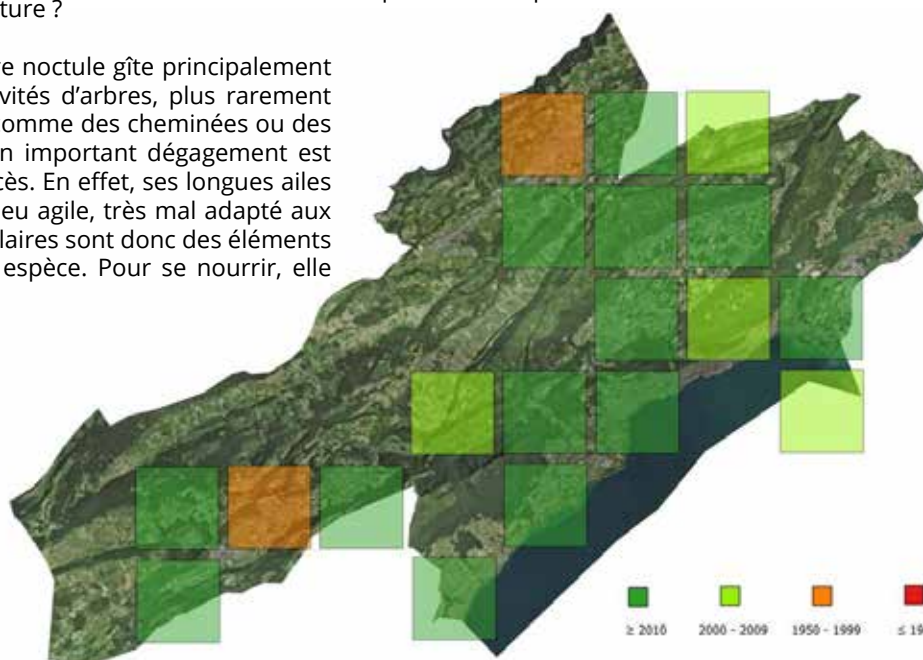 ture ?
e noctule gîte principalement
vités d'arbres, plus rarement
omme des cheminées ou des
n important dégagement est
cès. En effet, ses longues ailes
eu agile, très mal adapté aux
laires sont donc des éléments
espèce. Pour se nourrir, elle
≥ 2010
2000 - 2009
1950 - 1999
≤ 19